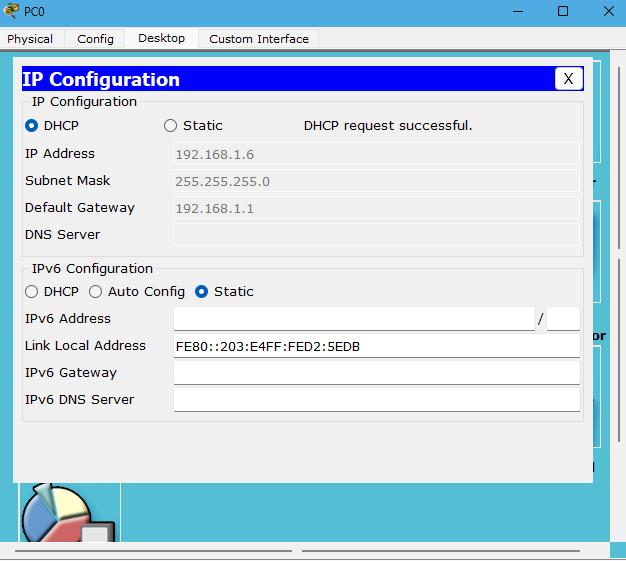 PC0
Physical Config Desktop Custom Interface
IP Configuration X
IP Configuration
DHCP Static DHCP request successful.
IP Address 192.168.1.6
Subnet Mask 255.255.255.0
Default Gateway 192.168.1.1
DNS Server
IPv6 Configuration
DHCP Auto Config Static
IPv6 Address /
Link Local Address FE80::203:E4FF:FED2:5EDB
IPv6 Gateway
IPv6 DNS Server
or